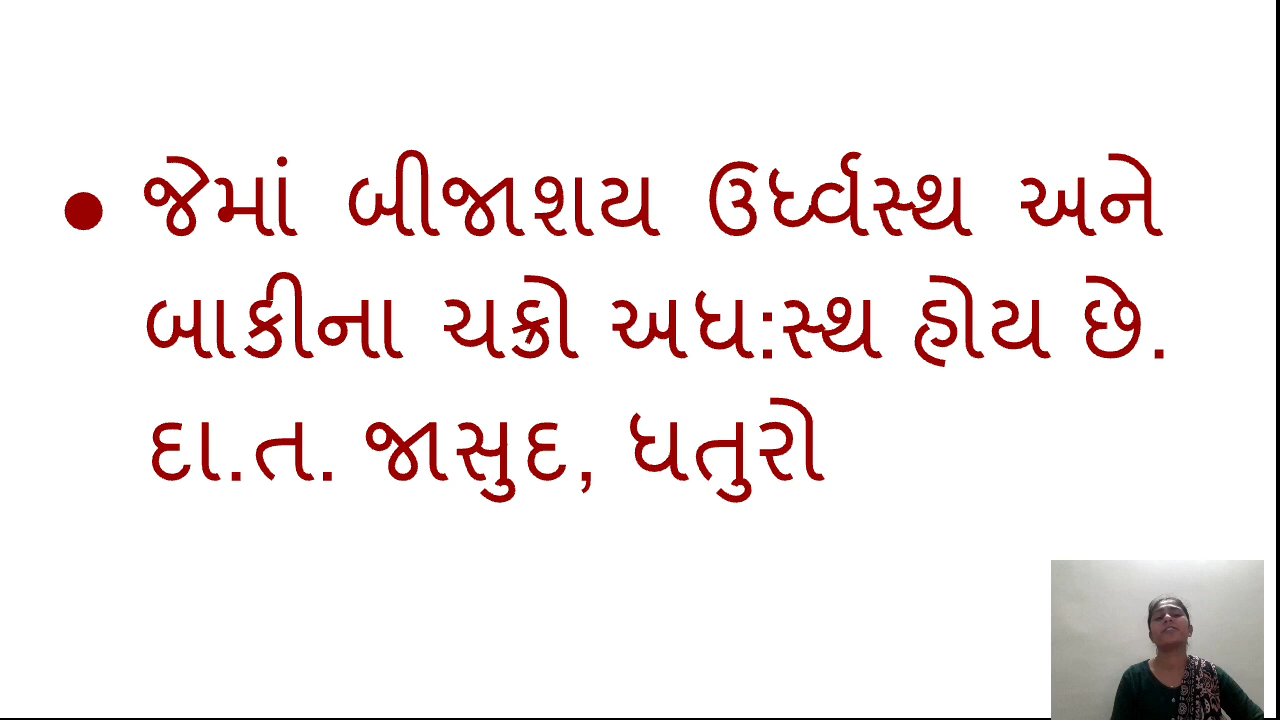 • જેમાં બીજાશય ઉર્ધ્વસ્થ અને
બાકીના ચક્રો અધ:સ્થ હોય છે.
દા.ત. જાસુદ, ધતુરો